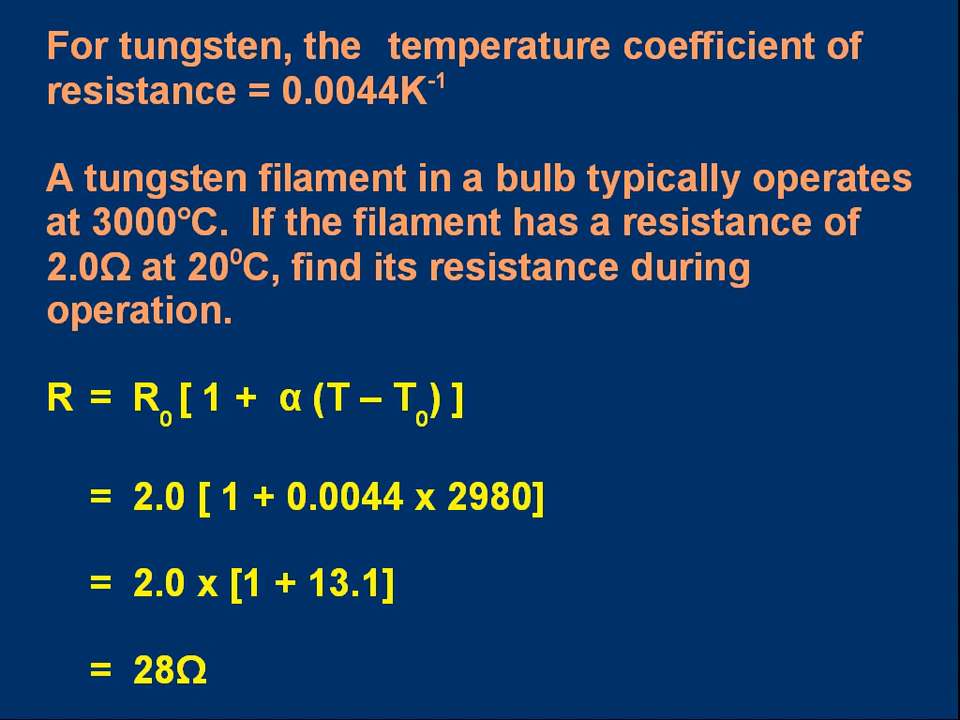 For tungsten, the temperature coefficient of
resistance = 0.0044K⁻¹
A tungsten filament in a bulb typically operates
at 3000°C. If the filament has a resistance of
2.0Ω at 20⁰C, find its resistance during
operation.
R = R₀ [ 1 + α (T – T₀) ]
= 2.0 [ 1 + 0.0044 x 2980]
= 2.0 x [1 + 13.1]
= 28Ω